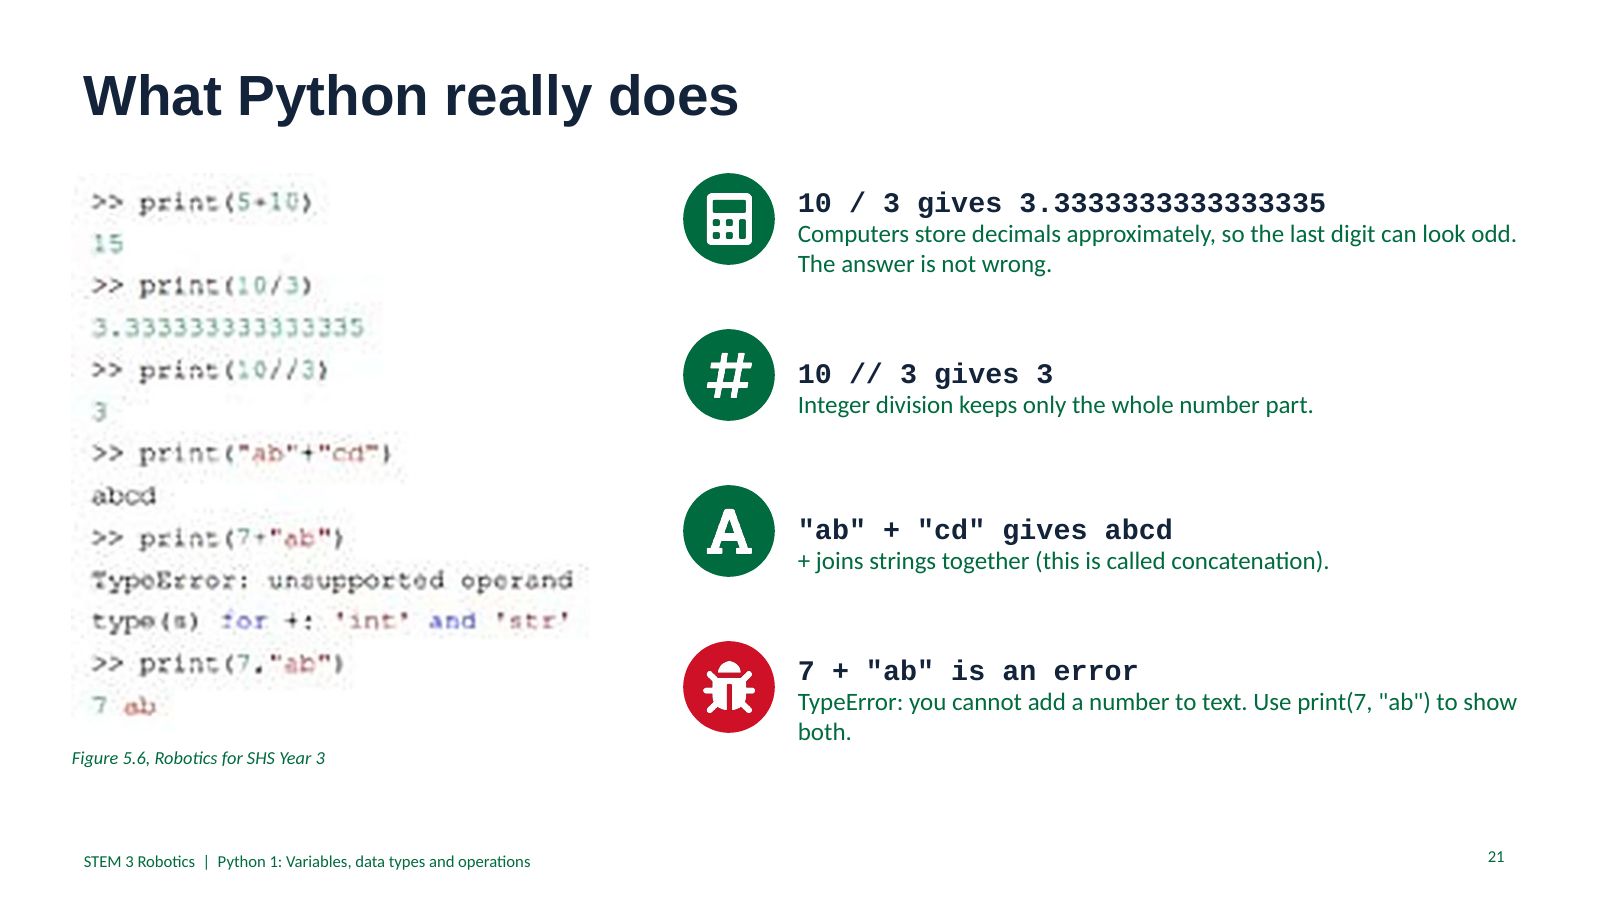 What Python really does
>> print(5+10)
15
>> print(10/3)
3.333333333333335
>> print(10//3)
3
>> print("ab"+"cd")
abcd
>> print(7+"ab")
TypeError: unsupported operand
type(s) for +: 'int' and 'str'
>> print(7,"ab")
7 ab
Figure 5.6, Robotics for SHS Year 3
10 / 3 gives 3.3333333333333335
Computers store decimals approximately, so the last digit can look odd.
The answer is not wrong.
10 // 3 gives 3
Integer division keeps only the whole number part.
"ab" + "cd" gives abcd
+ joins strings together (this is called concatenation).
7 + "ab" is an error
TypeError: you cannot add a number to text. Use print(7, "ab") to show
both.
STEM 3 Robotics | Python 1: Variables, data types and operations
21